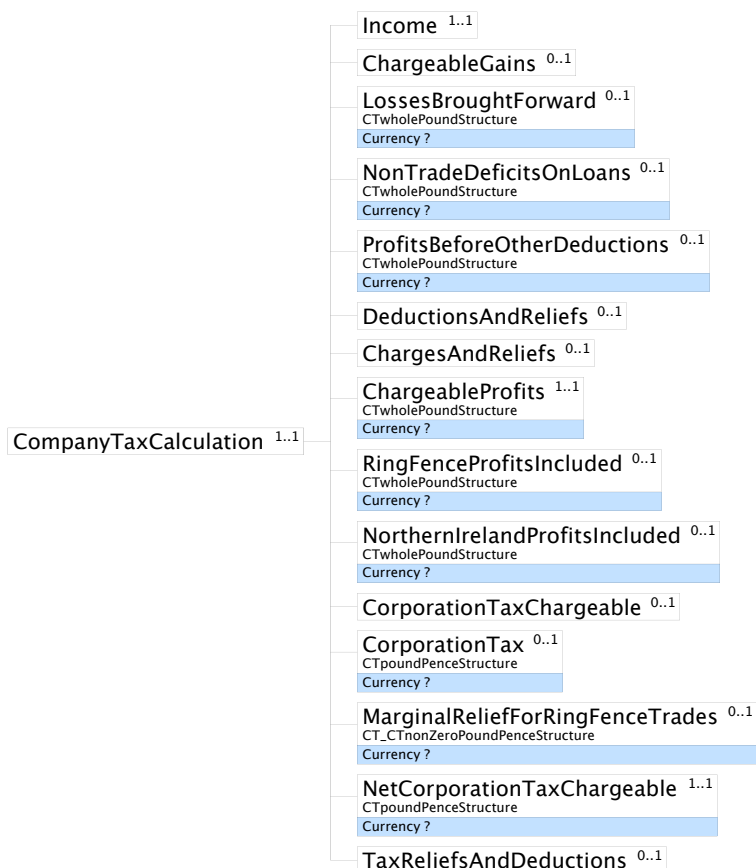 Income 1..1
ChargeableGains 0..1
LossesBroughtForward 0..1
CTwholePoundStructure
Currency ?
NonTradeDeficitsOnLoans 0..1
CTwholePoundStructure
Currency ?
ProfitsBeforeOtherDeductions 0..1
CTwholePoundStructure
Currency ?
DeductionsAndReliefs 0..1
ChargesAndReliefs 0..1
ChargeableProfits 1..1
CTwholePoundStructure
Currency ?
CompanyTaxCalculation 1..1
RingFenceProfitsIncluded 0..1
CTwholePoundStructure
Currency ?
NorthernIrelandProfitsIncluded 0..1
CTwholePoundStructure
Currency ?
CorporationTaxChargeable 0..1
CorporationTax 0..1
CTpoundPenceStructure
Currency ?
MarginalReliefForRingFenceTrades 0..1
CT_CTnonZeroPoundPenceStructure
Currency ?
NetCorporationTaxChargeable 1..1
CTpoundPenceStructure
Currency ?
TaxReliefsAndDeductions 0..1